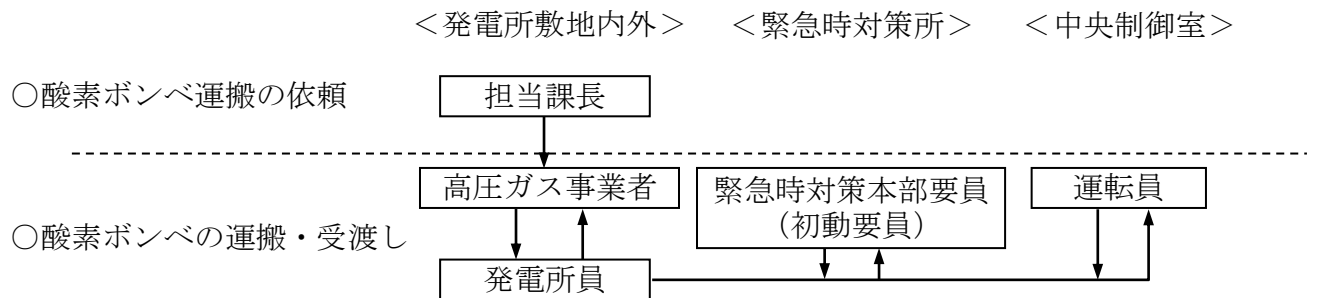 ＜発電所敷地内外＞ ＜緊急時対策所＞ ＜中央制御室＞
○酸素ボンベ運搬の依頼 担当課長
高圧ガス事業者 緊急時対策本部要員 運転員
（初動要員）
○酸素ボンベの運搬・受渡し
発電所員